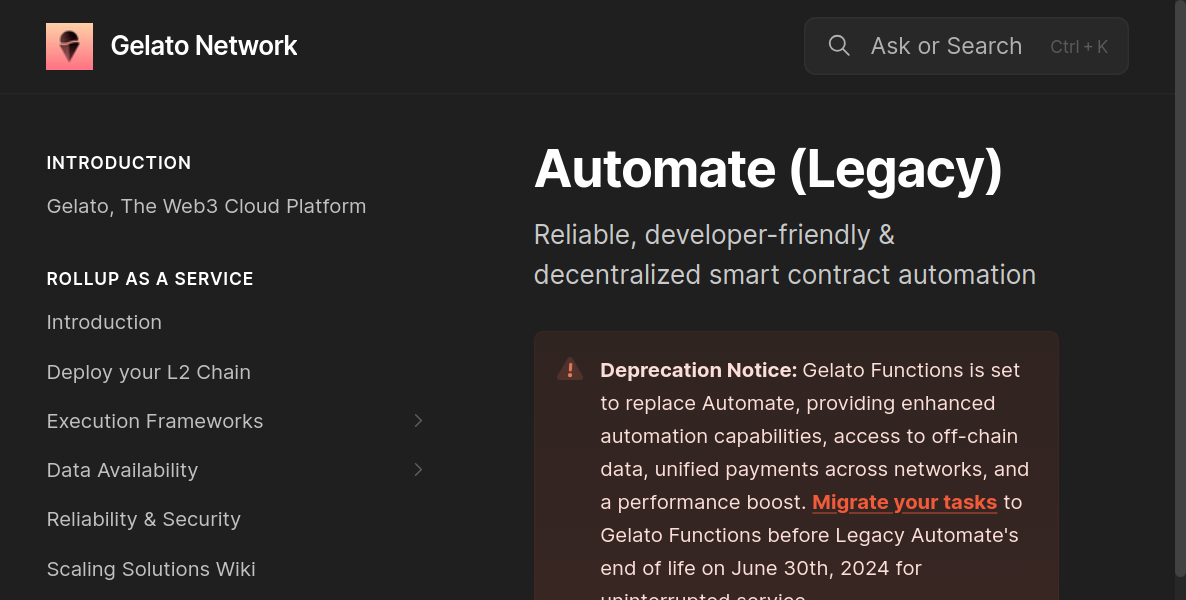 Gelato Network
Ask or Search Ctrl + K
INTRODUCTION
Gelato, The Web3 Cloud Platform
ROLLUP AS A SERVICE
Introduction
Deploy your L2 Chain
Execution Frameworks
Data Availability
Reliability & Security
Scaling Solutions Wiki
Automate (Legacy)
Reliable, developer-friendly &
decentralized smart contract automation
Deprecation Notice: Gelato Functions is set
to replace Automate, providing enhanced
automation capabilities, access to off-chain
data, unified payments across networks, and
a performance boost. Migrate your tasks to
Gelato Functions before Legacy Automate's
end of life on June 30th, 2024 for
uninterrupted service.